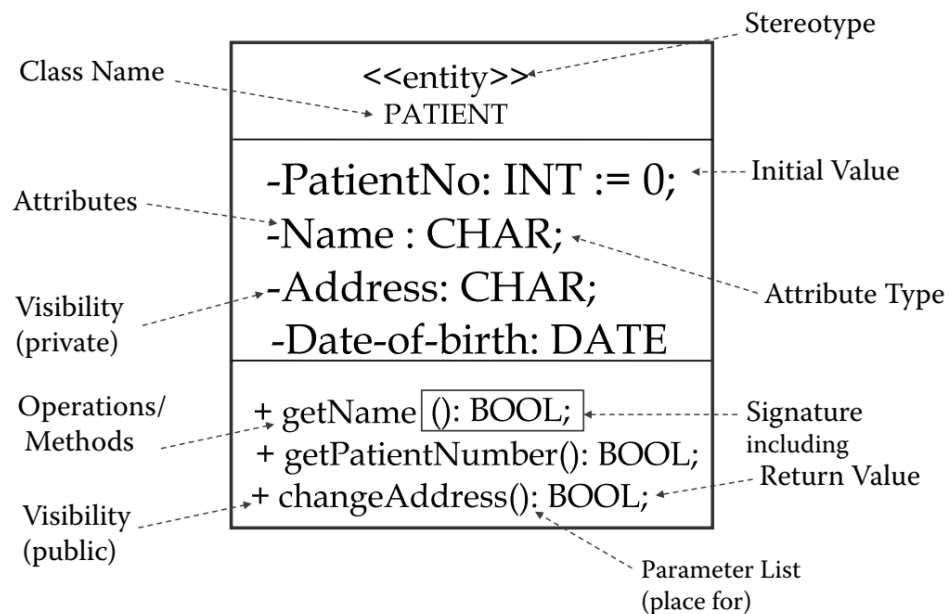 Stereotype
Class Name
<<entity>>
PATIENT
-PatientNo: INT := 0;
Initial Value
Attributes
-Name : CHAR;
-Address: CHAR;
Attribute Type
Visibility
(private)
-Date-of-birth: DATE
Operations/
Methods
+ getName (): BOOL;
Signature
including
+ getPatientNumber(): BOOL;
Return Value
+ changeAddress(): BOOL;
Visibility
(public)
Parameter List
(place for)